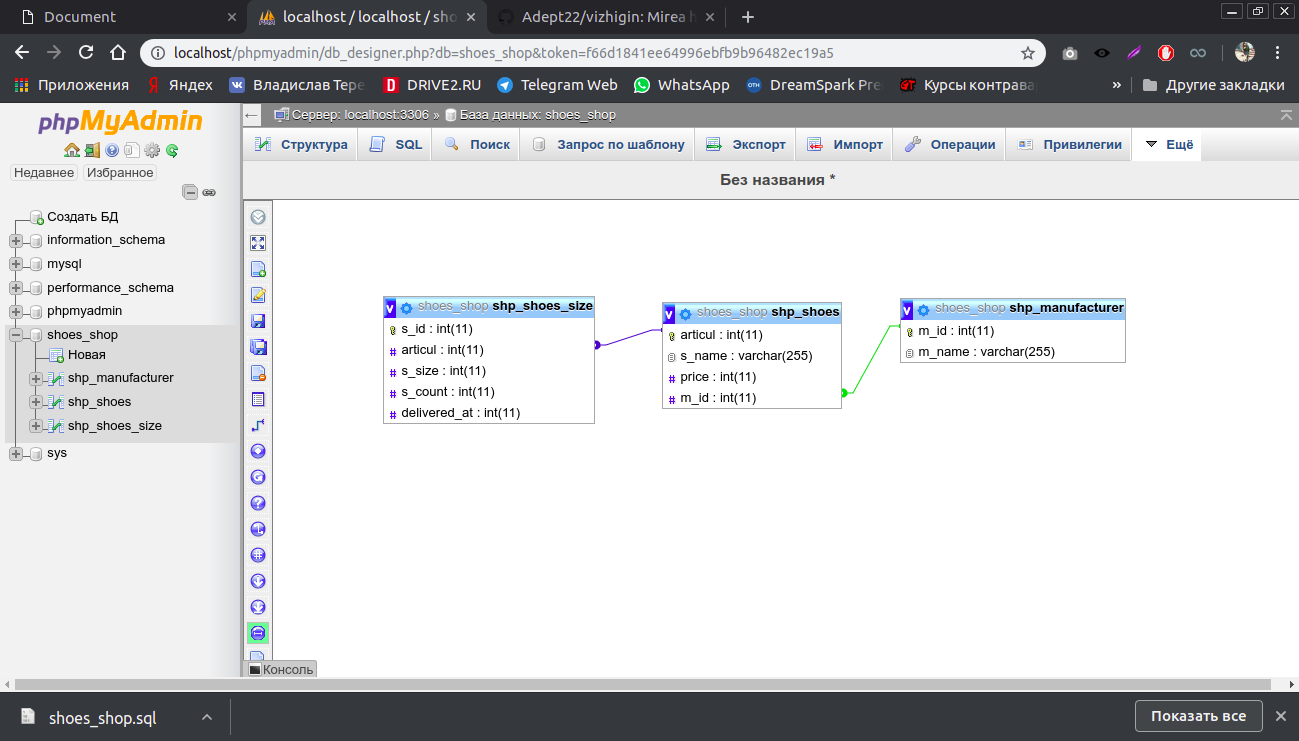 Document
localhost / localhost / sho
Adept22/vizhigin: Mirea h
localhost/phpmyadmin/db_designer.php?db=shoes_shop&token=f66d1841ee64996ebfb9b96482ec19a5
Приложения
Яндекс
Владислав Тере
DRIVE2.RU
Telegram Web
WhatsApp
DreamSpark Pre
Курсы контрава
»
Другие закладки
phpMyAdmin
Недавнее
Избранное
Создать БД
information_schema
mysql
performance_schema
phpmyadmin
shoes_shop
Новая
shp_manufacturer
shp_shoes
shp_shoes_size
sys
Сервер: localhost:3306 » База данных: shoes_shop
Структура
SQL
Поиск
Запрос по шаблону
Экспорт
Импорт
Операции
Привилегии
Ещё
Без названия *
v shoes_shop shp_shoes_size
s_id : int(11)
# articul : int(11)
# s_size : int(11)
# s_count : int(11)
# delivered_at : int(11)
v shoes_shop shp_shoes
articul : int(11)
s_name : varchar(255)
# price : int(11)
# m_id : int(11)
v shoes_shop shp_manufacturer
m_id : int(11)
m_name : varchar(255)
Консоль
shoes_shop.sql
Показать все